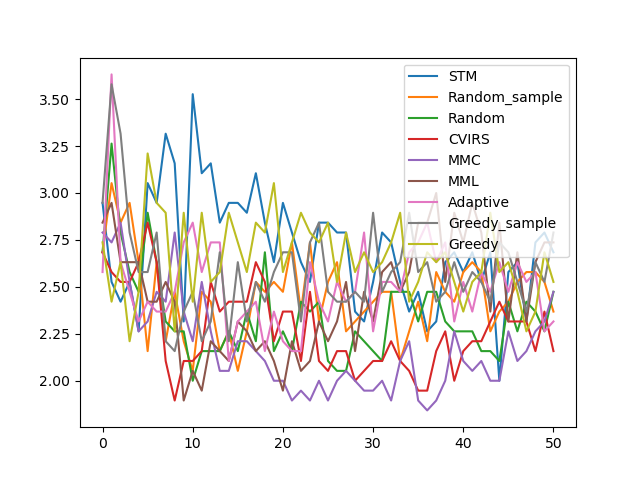 3.50
3.25
3.00
2.75
2.50
2.25
2.00
STM
Random_sample
Random
CVIRS
MMC
MML
Adaptive
Greedy_sample
Greedy
0 10 20 30 40 50